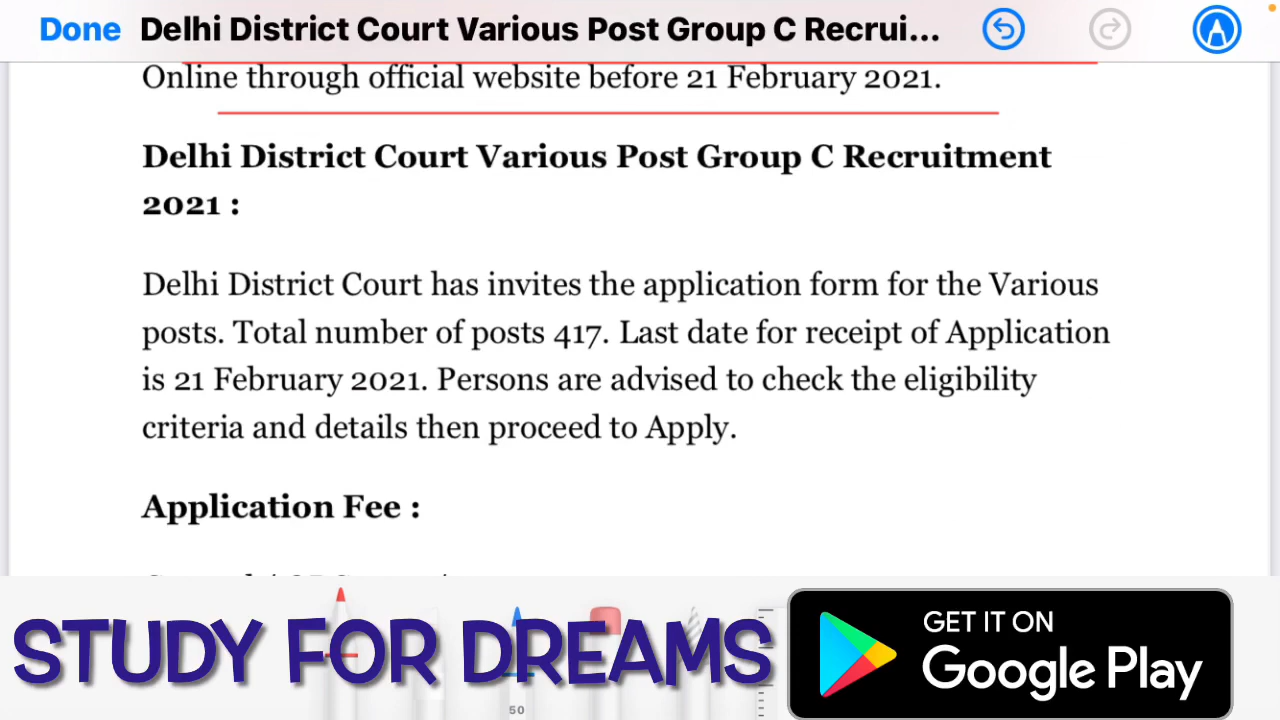 Done Delhi District Court Various Post Group C Recrui...
Online through official website before 21 February 2021.
Delhi District Court Various Post Group C Recruitment
2021 :
Delhi District Court has invites the application form for the Various
posts. Total number of posts 417. Last date for receipt of Application
is 21 February 2021. Persons are advised to check the eligibility
criteria and details then proceed to Apply.
Application Fee :
STUDY FOR DREAMS
50
GET IT ON
Google Play